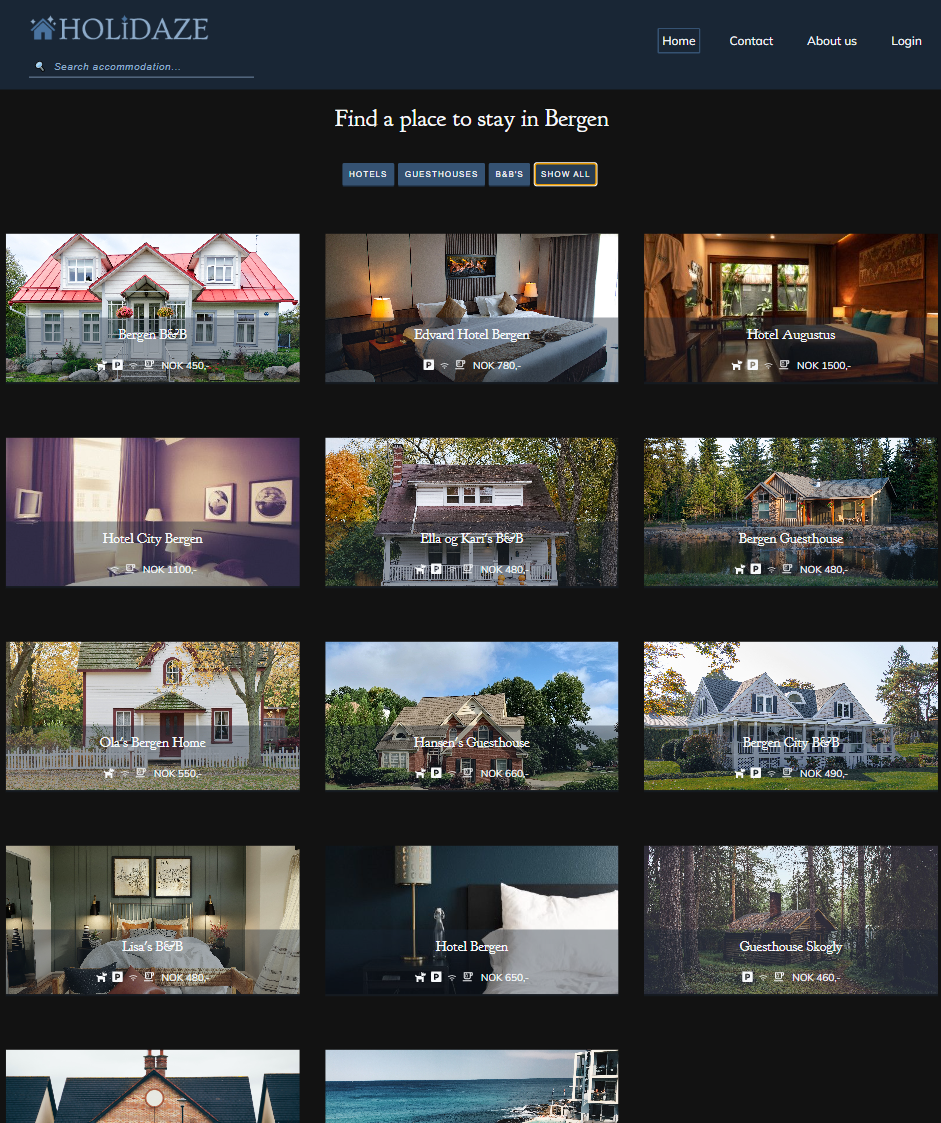 HOLiDAZE
Home Contact About us Login
Search accommodation...
Find a place to stay in Bergen
HOTELS GUESTHOUSES B&B'S SHOW ALL
Bergen B&B
NOK 450,-
Edvard Hotel Bergen
NOK 780,-
Hotel Augustus
NOK 1500,-
Hotel City Bergen
NOK 1100,-
Ella og Kari's B&B
NOK 480,-
Bergen Guesthouse
NOK 480,-
Ola's Bergen Home
NOK 550,-
Hansen's Guesthouse
NOK 660,-
Bergen City B&B
NOK 490,-
Lisa's B&B
NOK 480,-
Hotel Bergen
NOK 650,-
Guesthouse Skogly
NOK 460,-